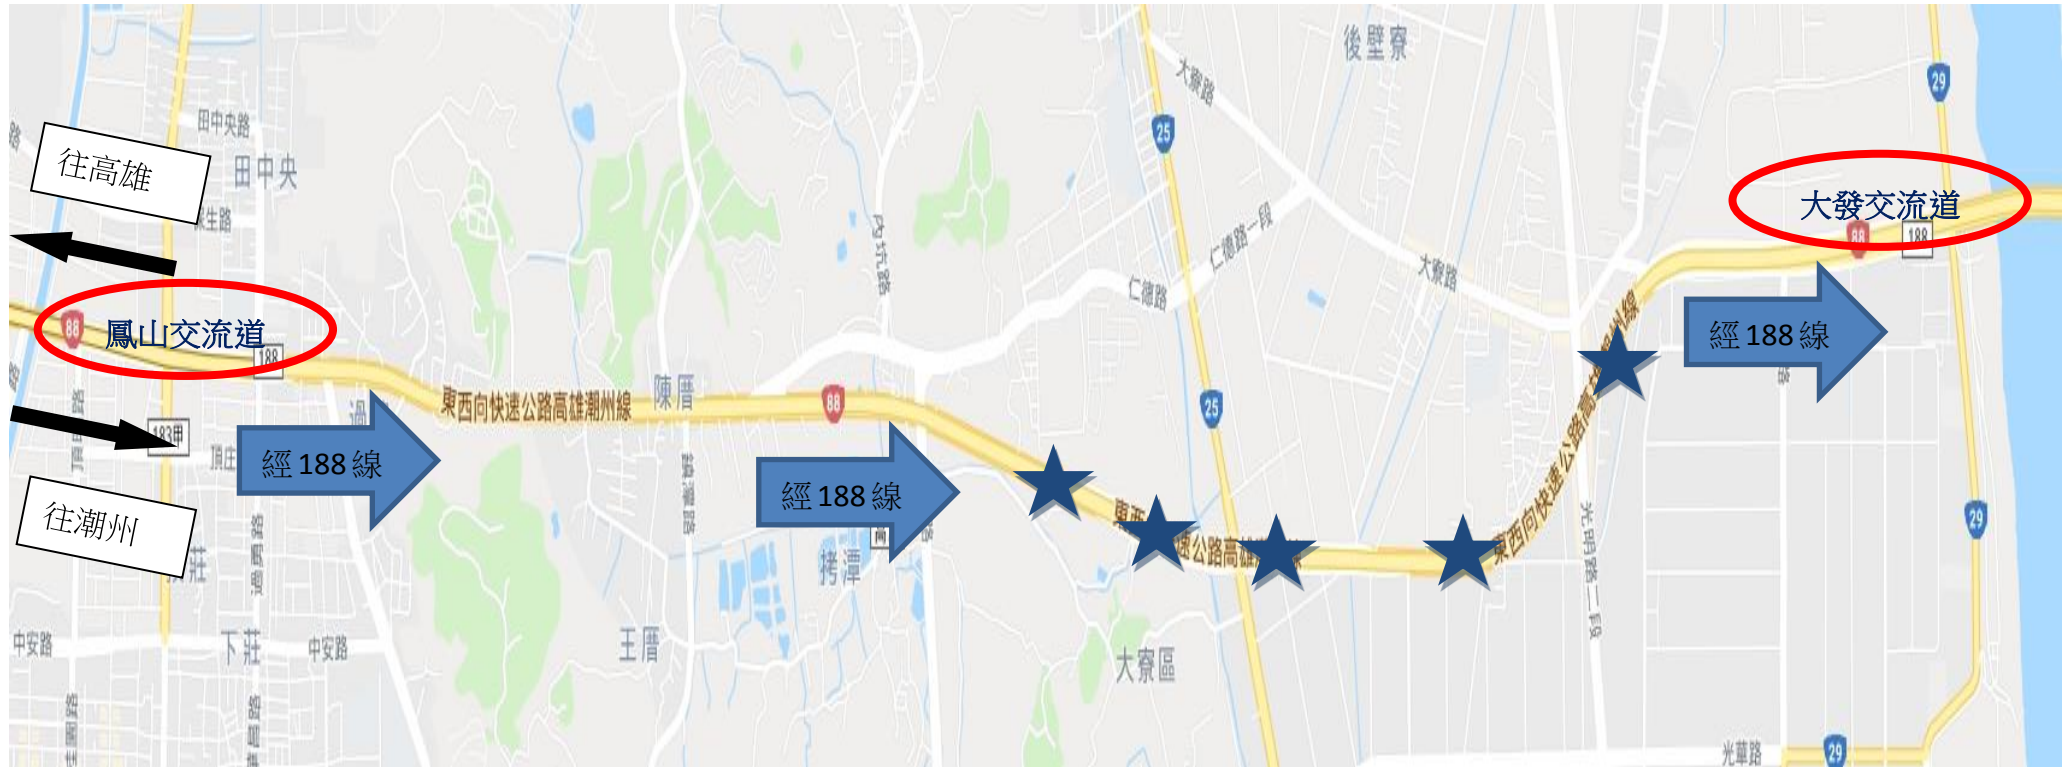 後壁寮
大寮路
29
25
田中央路
往高雄
田中央
188
大發交流道
88
內坑路
仁德路一段
仁德路
大寮路
88
鳳山交流道
188
經188線
陳厝
東西向快速公路高雄潮州線
88
25
183甲
頂庄
經188線
經188線
往潮州
29
東西向快速公路高
光明路二段
拷潭
中安路
下莊
中安路
王厝
大寮區
光華路
29